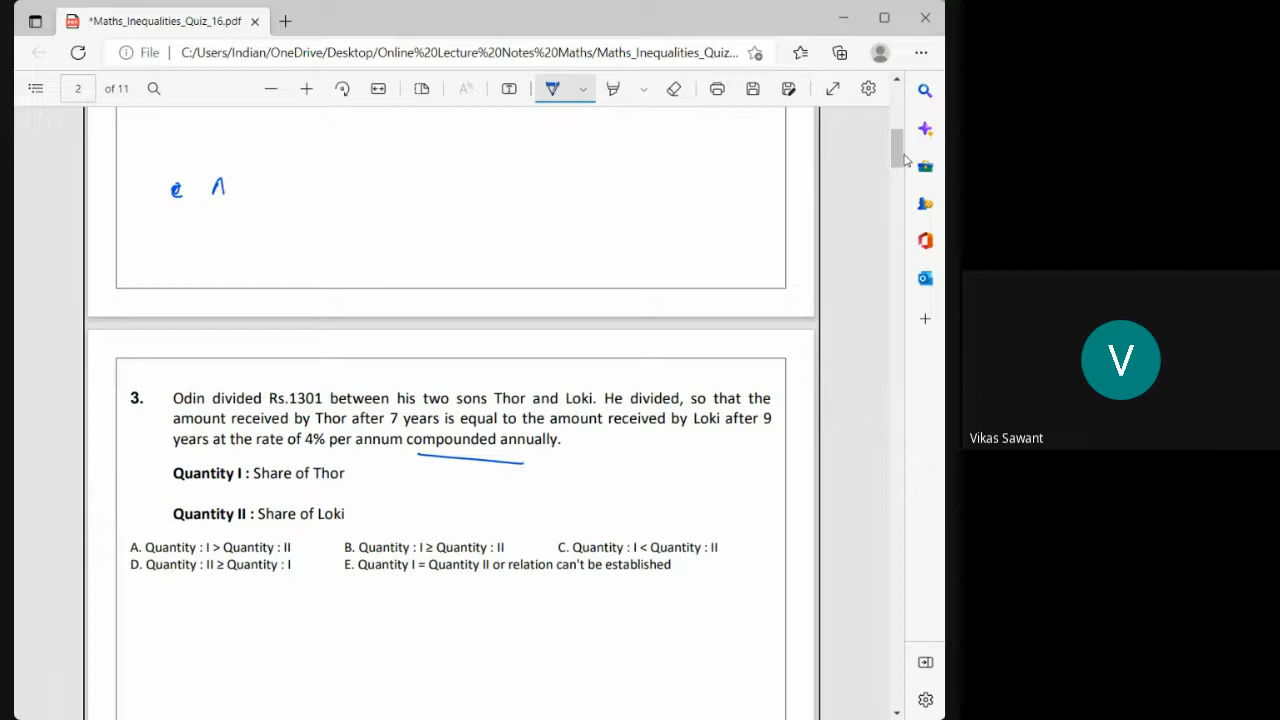 *Maths_Inequalities_Quiz_16.pdf
File C:/Users/Indian/OneDrive/Desktop/Online%20Lecture%20Notes%20Maths/Maths_Inequalities_Quiz...
2 of 11
3. Odin divided Rs.1301 between his two sons Thor and Loki. He divided, so that the
amount received by Thor after 7 years is equal to the amount received by Loki after 9
years at the rate of 4% per annum compounded annually.
Quantity I : Share of Thor
Quantity II : Share of Loki
A. Quantity : I > Quantity : II B. Quantity : I ≥ Quantity : II C. Quantity : I < Quantity : II
D. Quantity : II ≥ Quantity : I E. Quantity I = Quantity II or relation can't be established
V
Vikas Sawant